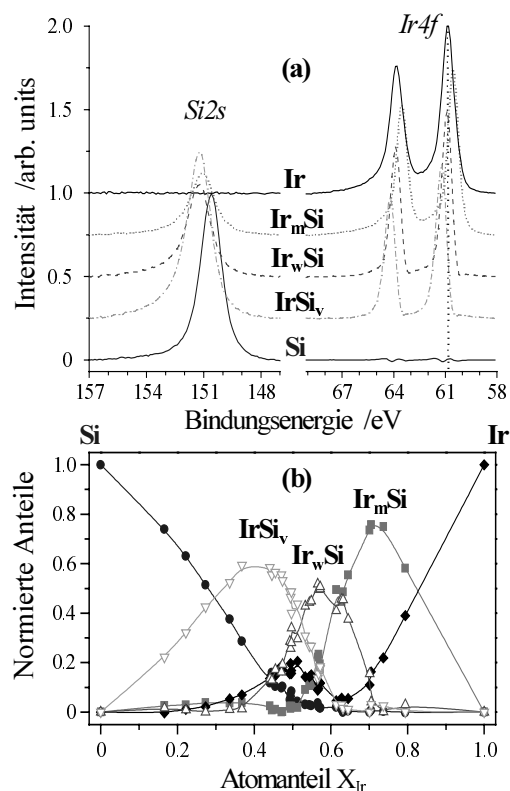 2.0
Ir4f
(a)
Si2s
1.5
Intensität /arb. units
Ir
1.0
IrmSi
IrwSi
0.5
IrSiv
Si
0
157 154 151 148 67 64 61 58
Bindungsenergie /eV
Si Ir
1.0
(b)
IrmSi
0.8
IrSiv
IrwSi
0.6
Normierte Anteile
0.4
0.2
0.0
0.0 0.2 0.4 0.6 0.8 1.0
Atomanteil XIr